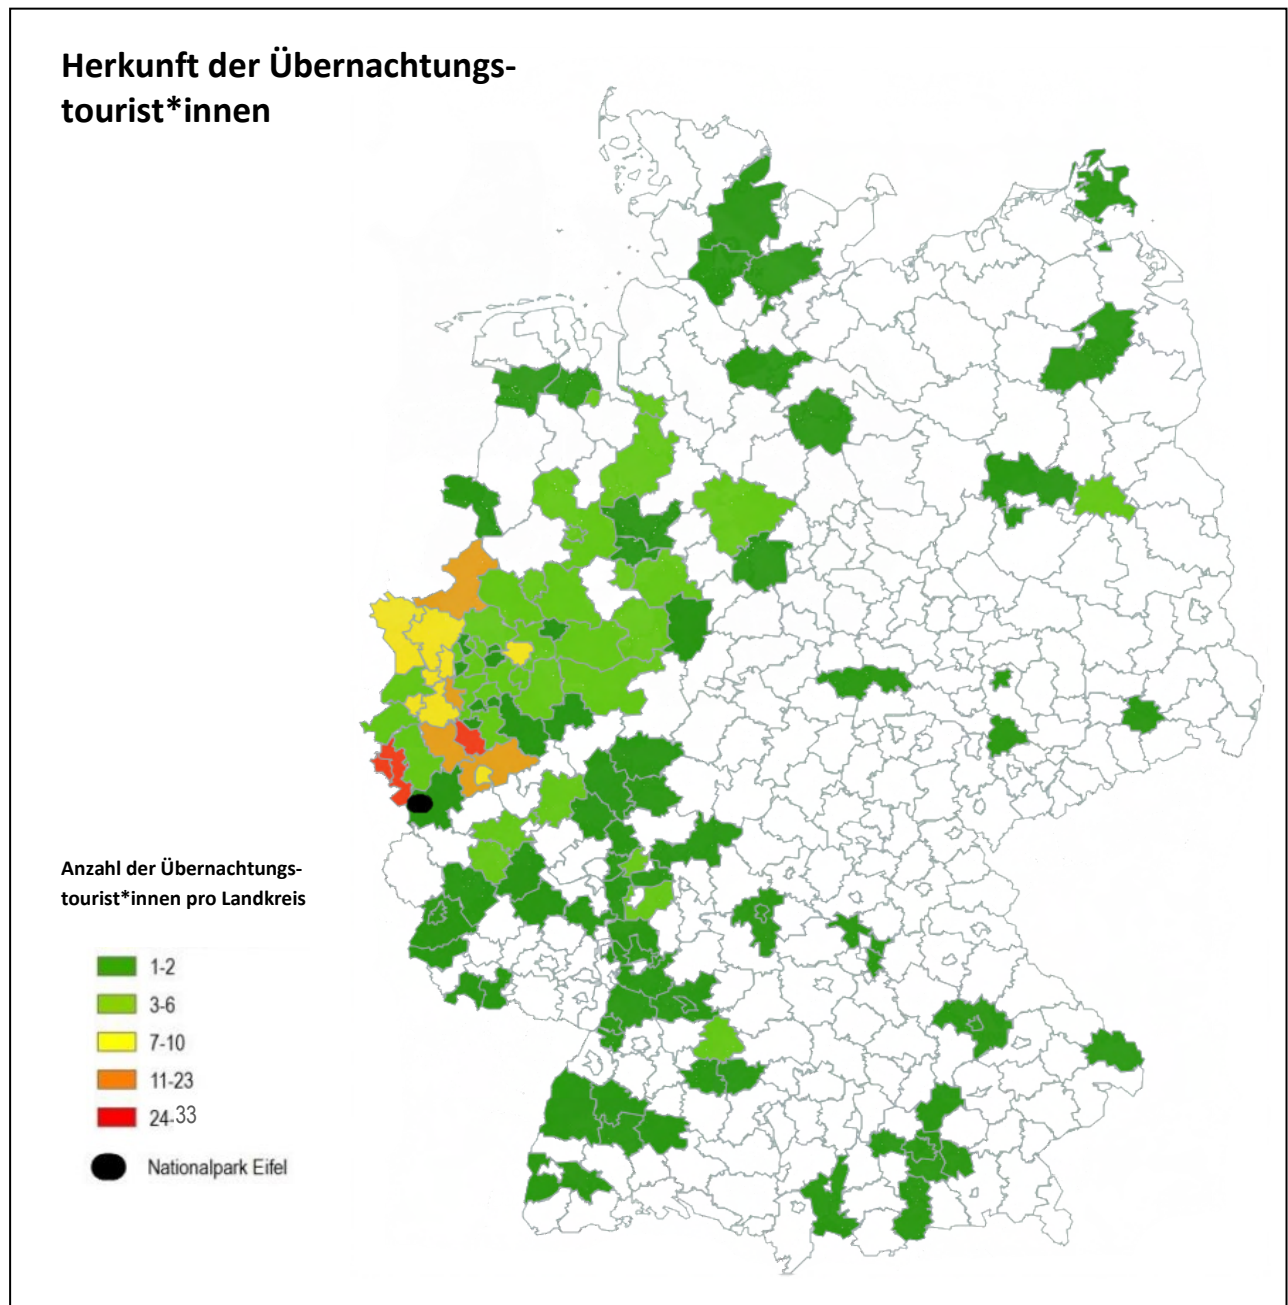 Herkunft der Übernachtungs-
tourist*innen
Anzahl der Übernachtungs-
tourist*innen pro Landkreis
1-2
3-6
7-10
11-23
24-33
Nationalpark Eifel